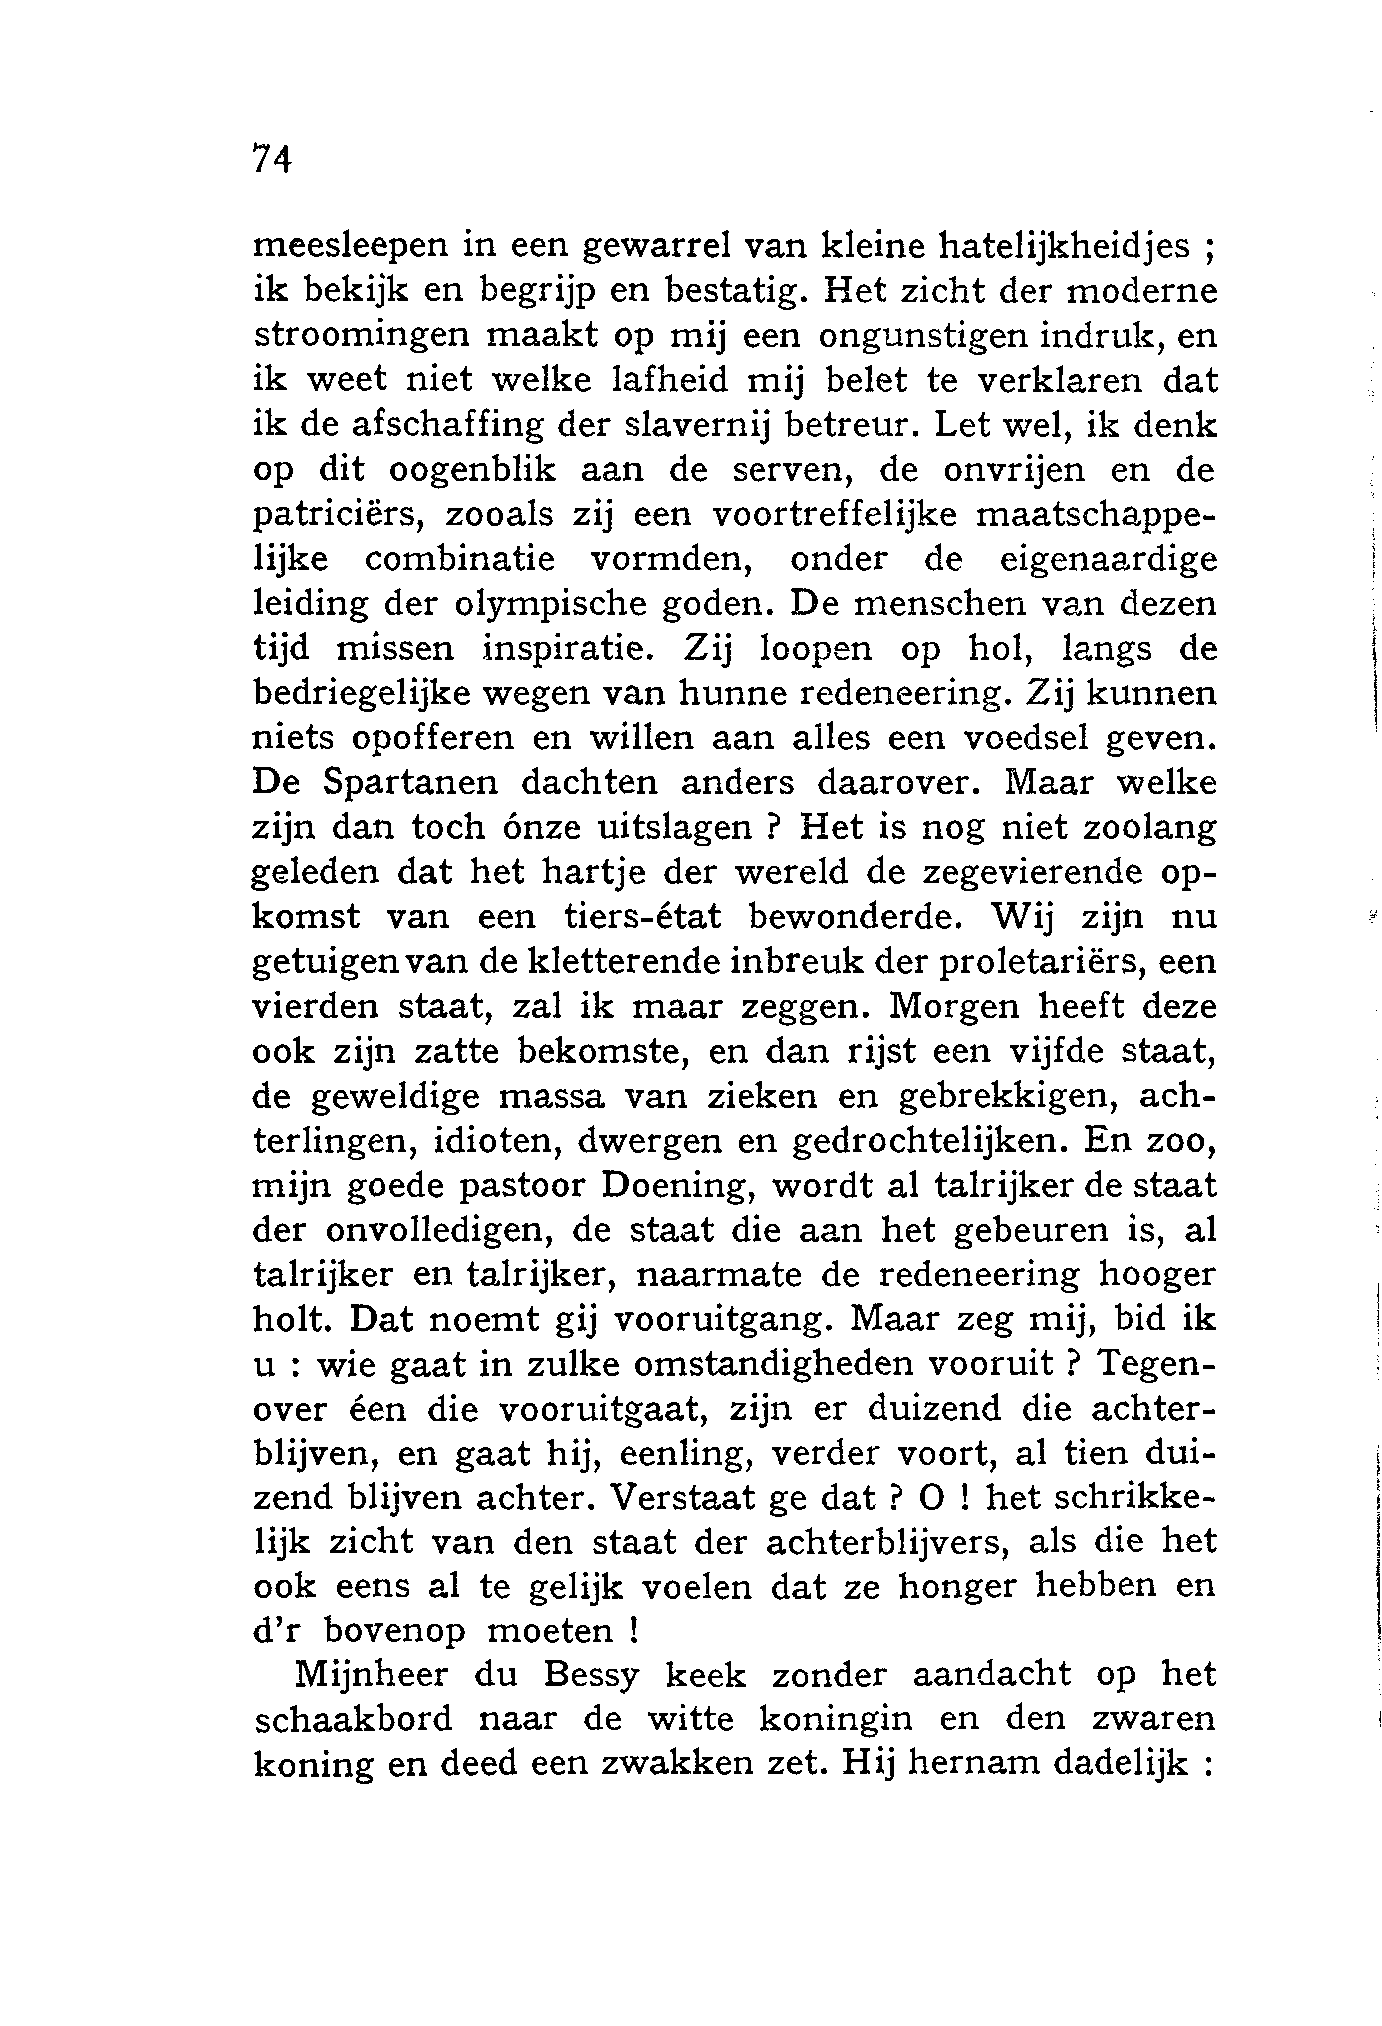 74
meesleepen in een gewarrel van kleine hatelijkheidjes ;
ik bekijk en begrijp en bestatig. Het zicht der moderne
stroomingen maakt op mij een ongunstigen indruk, en
ik weet niet welke lafheid mij belet te verklaren dat
ik de afschaffing der slavernij betreur. Let wel, ik denk
op dit oogenblik aan de serven, de onvrijen en de
patriciërs, zooals zij een voortreffelijke maatschappe-
lijke combinatie vormden, onder de eigenaardige
leiding der olympische goden. De menschen van dezen
tijd missen inspiratie. Zij loopen op hol, langs de
bedriegelijke wegen van hunne redeneering. Zij kunnen
niets opofferen en willen aan alles een voedsel geven.
De Spartanen dachten anders daarover. Maar welke
zijn dan toch ónze uitslagen ? Het is nog niet zoolang
geleden dat het hartje der wereld de zegevierende op-
komst van een tiers-état bewonderde. Wij zijn nu
getuigen van de kletterende inbreuk der proletariërs, een
vierden staat, zal ik maar zeggen. Morgen heeft deze
ook zijn zatte bekomste, en dan rijst een vijfde staat,
de geweldige massa van zieken en gebrekkigen, ach-
terlingen, idioten, dwergen en gedrochtelijken. En zoo,
mijn goede pastoor Doening, wordt al talrijker de staat
der onvolledigen, de staat die aan het gebeuren is, al
talrijker en talrijker, naarmate de redeneering hooger
holt. Dat noemt gij vooruitgang. Maar zeg mij, bid ik
u : wie gaat in zulke omstandigheden vooruit ? Tegen-
over één die vooruitgaat, zijn er duizend die achter-
blijven, en gaat hij, eenling, verder voort, al tien dui-
zend blijven achter. Verstaat ge dat ? O ! het schrikke-
lijk zicht van den staat der achterblijvers, als die het
ook eens al te gelijk voelen dat ze honger hebben en
d'r bovenop moeten !
Mijnheer du Bessy keek zonder aandacht op het
schaakbord naar de witte koningin en den zwaren
koning en deed een zwakken zet. Hij hernam dadelijk :